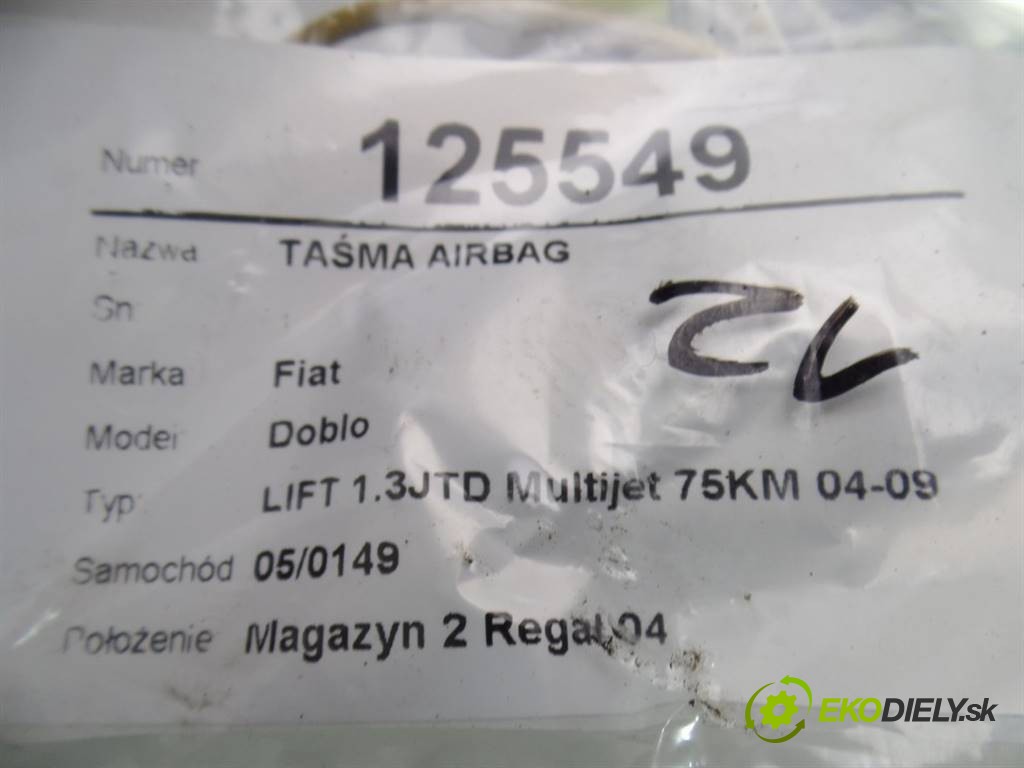 Numer 125549
Nazwa TAŚMA AIRBAG
Sn
Marka Fiat
Model Doblo
Typ LIFT 1.3JTD Multijet 75KM 04-09
Samochód 05/0149
Położenie Magazyn 2 Regał 04
EKODIELY.sk